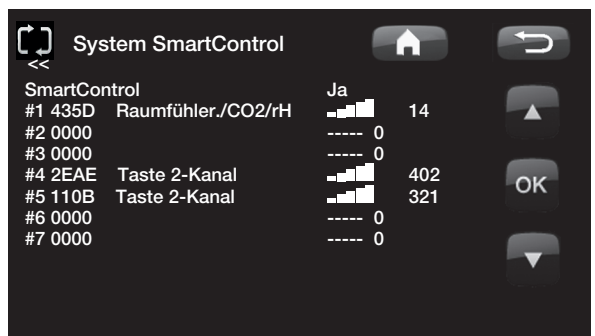 System SmartControl
<<
SmartControl Ja
#1 435D Raumfühler./CO2/rH 14
#2 0000 ----- 0
#3 0000 ----- 0
#4 2EAE Taste 2-Kanal 402
#5 110B Taste 2-Kanal 321
#6 0000 ----- 0
#7 0000 ----- 0
OK